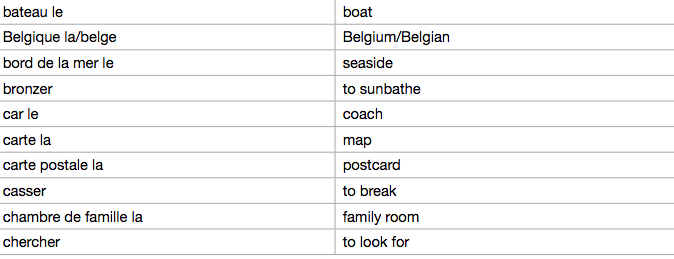 bateau le boat
Belgique la/belge Belgium/Belgian
bord de la mer le seaside
bronzer to sunbathe
car le coach
carte la map
carte postale la postcard
casser to break
chambre de famille la family room
chercher to look for